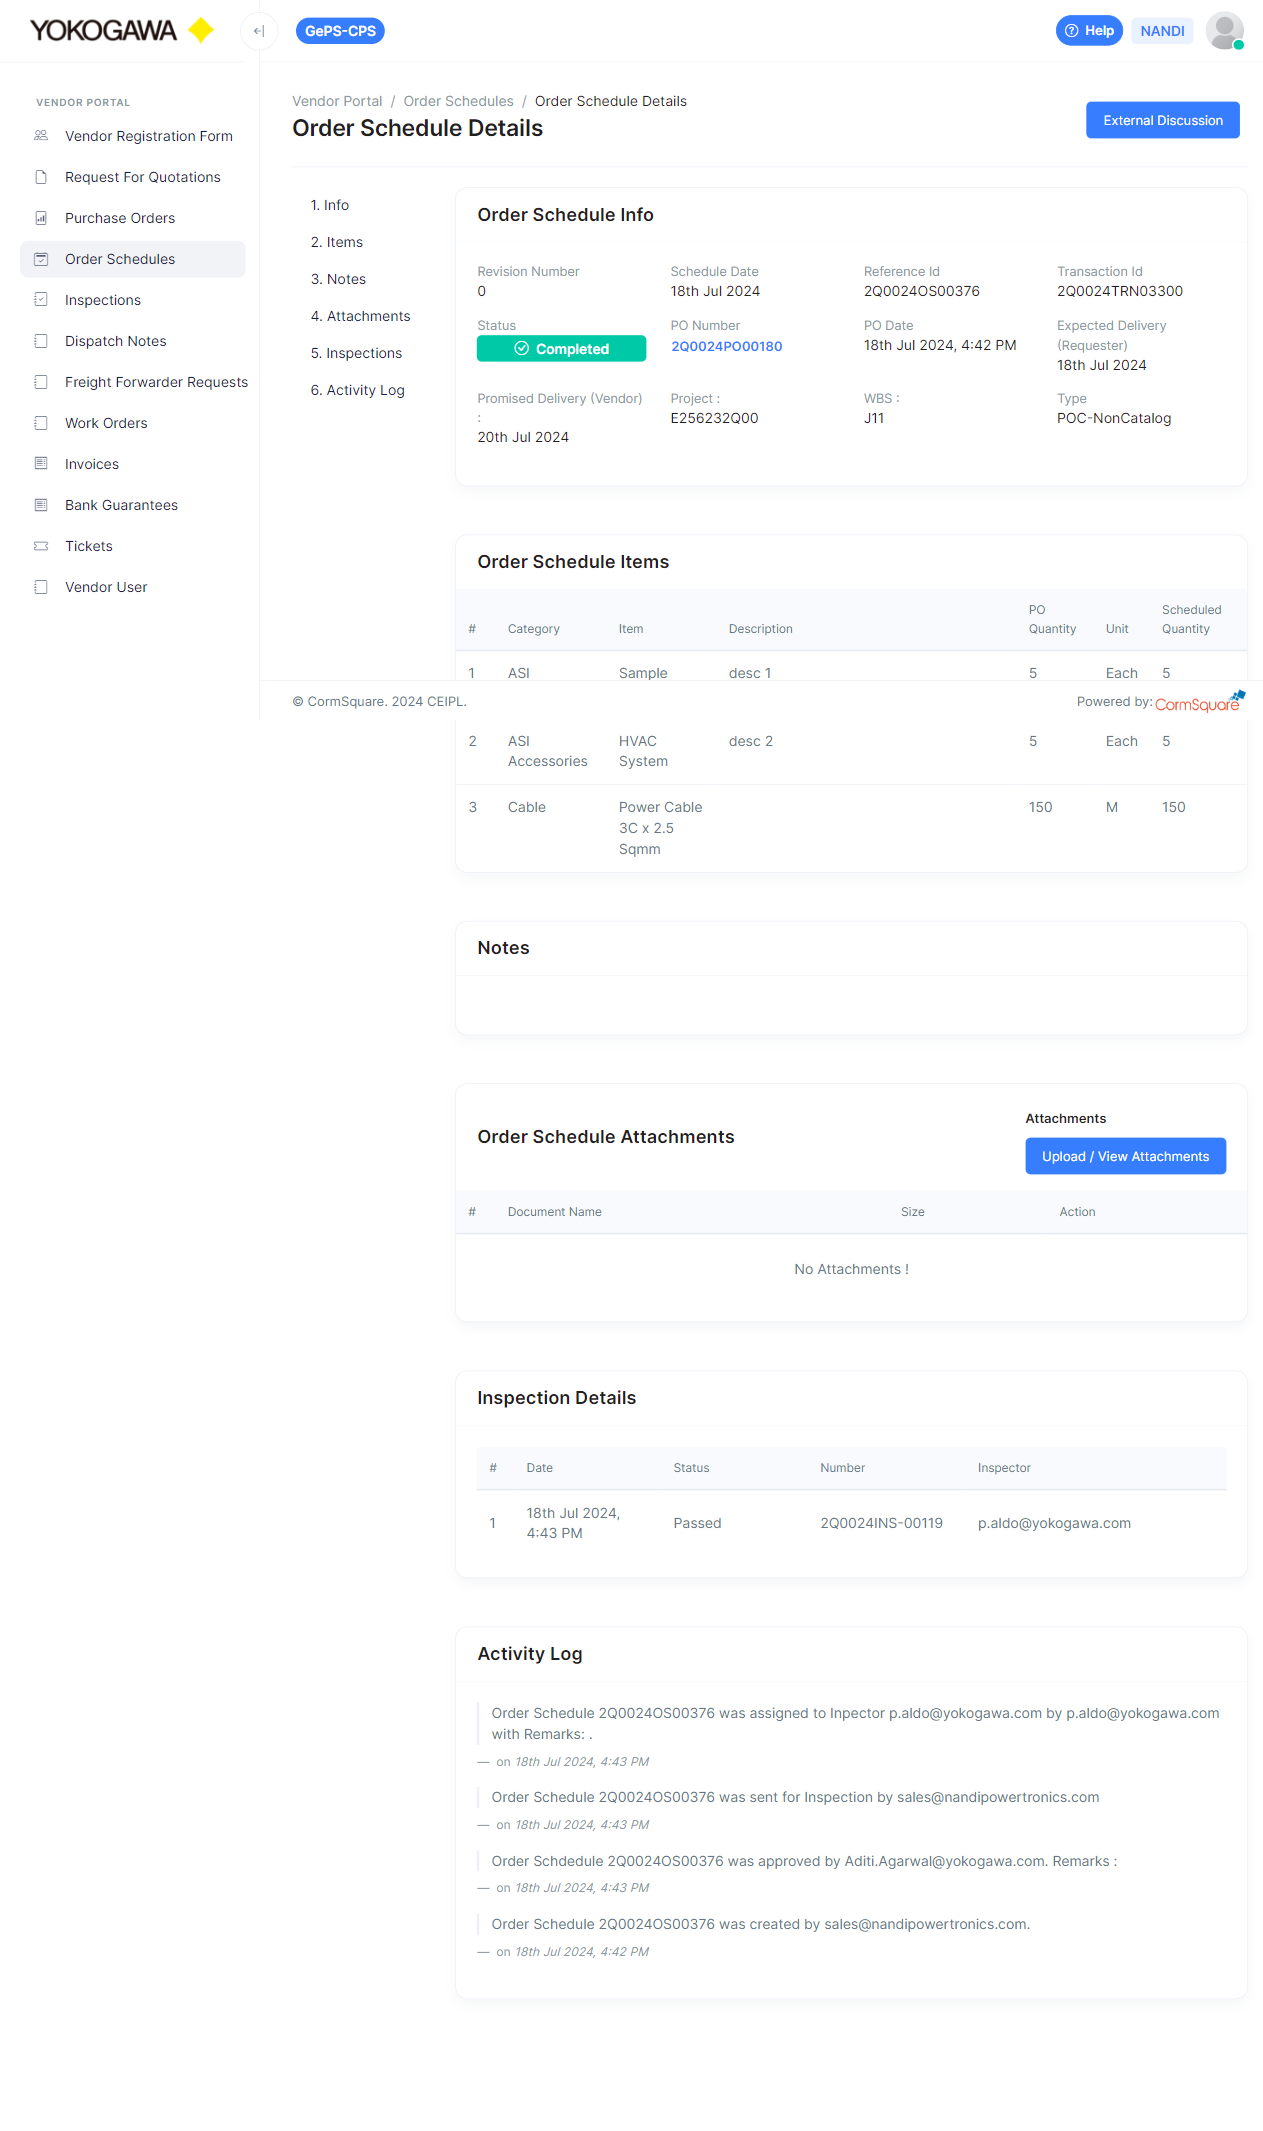 YOKOGAWA
GePS-CPS
Help
NANDI
VENDOR PORTAL
Vendor Registration Form
Request For Quotations
Purchase Orders
Order Schedules
Inspections
Dispatch Notes
Freight Forwarder Requests
Work Orders
Invoices
Bank Guarantees
Tickets
Vendor User
Vendor Portal / Order Schedules / Order Schedule Details
Order Schedule Details
External Discussion
1. Info
2. Items
3. Notes
4. Attachments
5. Inspections
6. Activity Log
Order Schedule Info
Revision Number
0
Schedule Date
18th Jul 2024
Reference Id
2Q0024OS00376
Transaction Id
2Q0024TRN03300
Status
Completed
PO Number
2Q0024PO00180
PO Date
18th Jul 2024, 4:42 PM
Expected Delivery
(Requester)
18th Jul 2024
Promised Delivery (Vendor)
:
20th Jul 2024
Project :
E256232Q00
WBS :
J11
Type
POC-NonCatalog
Order Schedule Items
# Category Item Description PO Quantity Unit Scheduled Quantity
1 ASI Sample desc 1 5 Each 5
© CormSquare. 2024 CEIPL.
Powered by: CormSquare
2 ASI Accessories HVAC System desc 2 5 Each 5
3 Cable Power Cable 3C x 2.5 Sqmm 150 M 150
Notes
Order Schedule Attachments
Attachments
Upload / View Attachments
# Document Name Size Action
No Attachments !
Inspection Details
# Date Status Number Inspector
1 18th Jul 2024, 4:43 PM Passed 2Q0024INS-00119 p.aldo@yokogawa.com
Activity Log
Order Schedule 2Q0024OS00376 was assigned to Inpector p.aldo@yokogawa.com by p.aldo@yokogawa.com
with Remarks: .
— on 18th Jul 2024, 4:43 PM
Order Schedule 2Q0024OS00376 was sent for Inspection by sales@nandipowertronics.com
— on 18th Jul 2024, 4:43 PM
Order Schdedule 2Q0024OS00376 was approved by Aditi.Agarwal@yokogawa.com. Remarks :
— on 18th Jul 2024, 4:43 PM
Order Schedule 2Q0024OS00376 was created by sales@nandipowertronics.com.
— on 18th Jul 2024, 4:42 PM